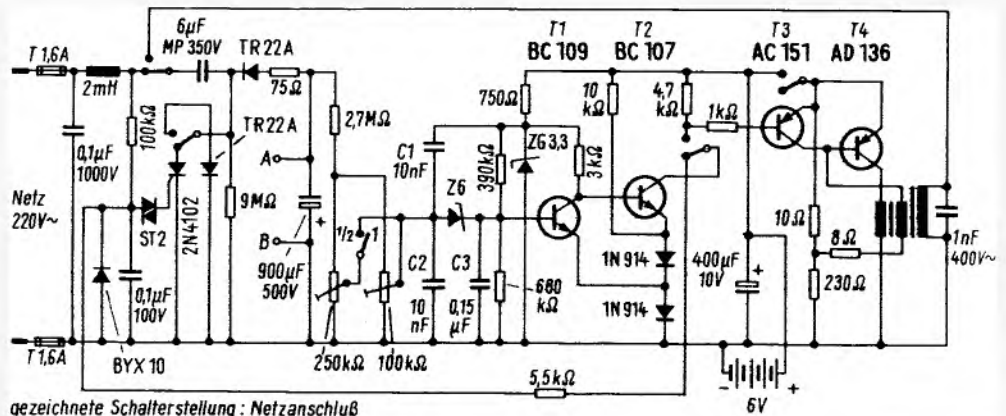 T 1,6A
6µF
MP 350V
TR 22A
T1
BC 109
T2
BC 107
T3
AC 151
T4
AD 136
2mH
75Ω
100kΩ
TR22A
2,7MΩ
750Ω
10
kΩ
4,7
kΩ
1kΩ
0,1µF
1000V
A
C1
10nF
390kΩ
ZG3,3
3kΩ
Netz
220V~
ST2
2N4102
9MΩ
Z6
1/2
1
10Ω
1nF
400V~
B
1N 914
8Ω
0,1µF
100V
900µF
500V
+
C2
10
nF
C3
0,15
µF
680
kΩ
1N 914
400µF
10V
+
230Ω
T 1,6A
BYX 10
250kΩ
100kΩ
5,5kΩ
-
+
6V
gezeichnete Schalterstellung : Netzanschluß